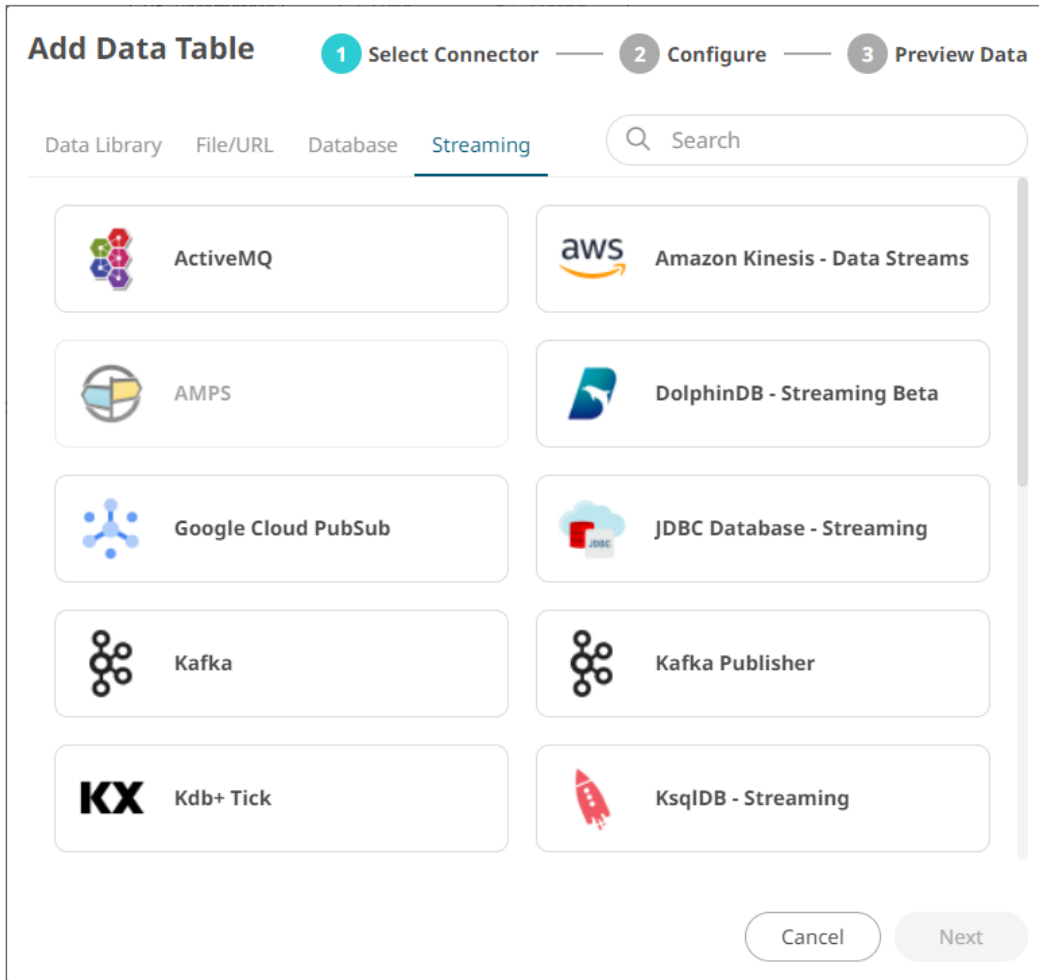 Add Data Table
1 Select Connector 2 Configure 3 Preview Data
Data Library File/URL Database Streaming Search
ActiveMQ
aws Amazon Kinesis - Data Streams
AMPS
DolphinDB - Streaming Beta
Google Cloud PubSub
JDBC JDBC Database - Streaming
Kafka
Kafka Publisher
KX Kdb+ Tick
KsqlDB - Streaming
Cancel Next